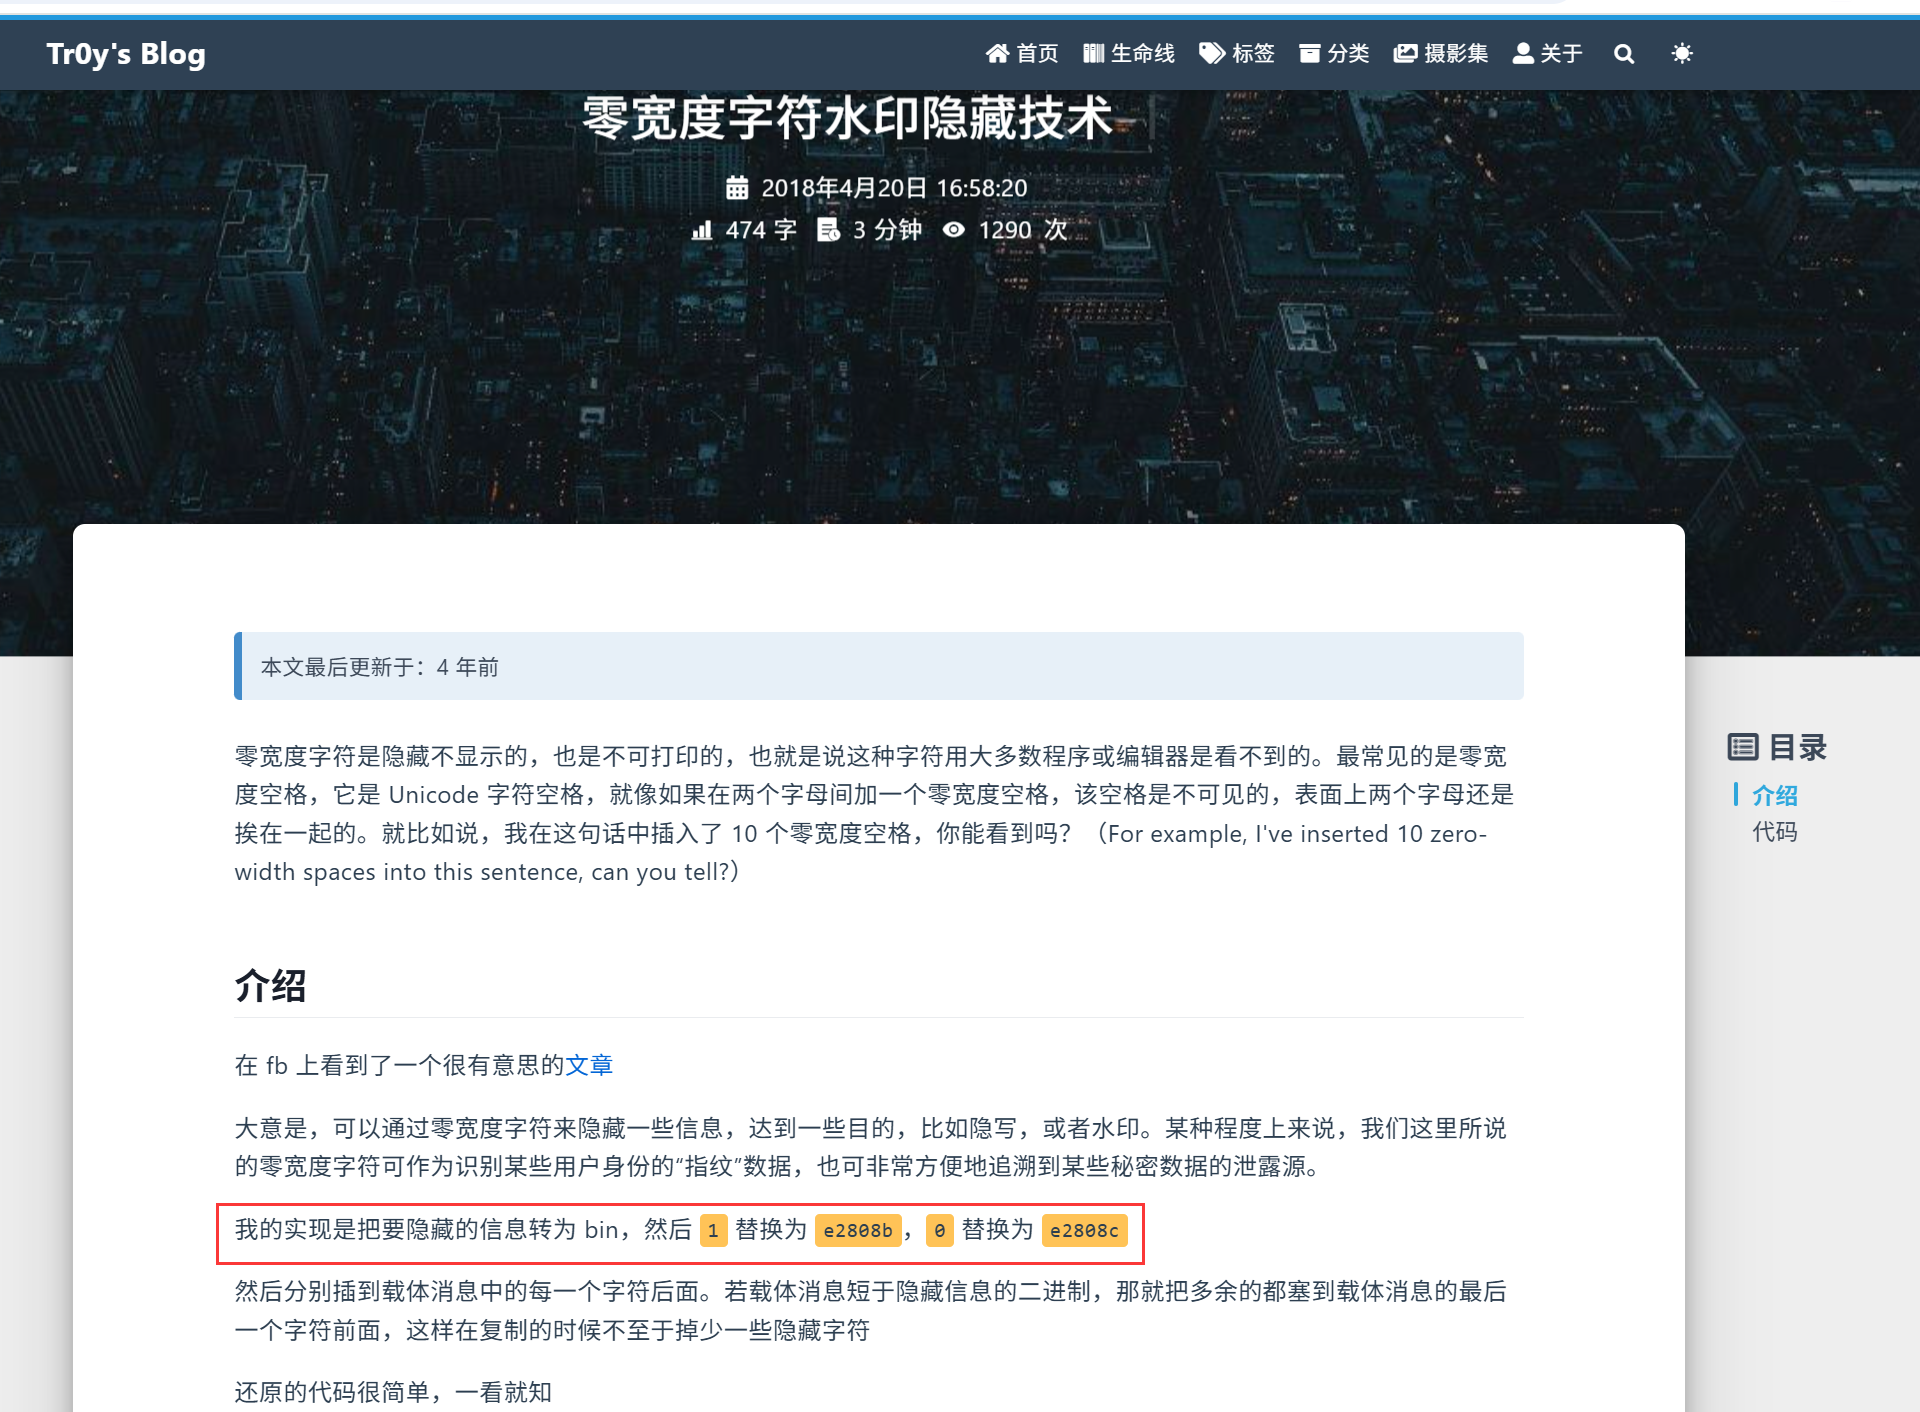 Tr0y's Blog
首页 生命线 标签 分类 摄影集 关于
零宽度字符水印隐藏技术
2018年4月20日 16:58:20
474 字 3 分钟 1290 次
本文最后更新于：4 年前
零宽度字符是隐藏不显示的，也是不可打印的，也就是说这种字符用大多数程序或编辑器是看不到的。最常见的是零宽
度空格，它是 Unicode 字符空格，就像如果在两个字母间加一个零宽度空格，该空格是不可见的，表面上两个字母还是
挨在一起的。就比如说，我在这句话中插入了 10 个零宽度空格，你能看到吗？（For example, I've inserted 10 zero-
width spaces into this sentence, can you tell?）
目录
介绍
代码
介绍
在 fb 上看到了一个很有意思的文章
大意是，可以通过零宽度字符来隐藏一些信息，达到一些目的，比如隐写，或者水印。某种程度上来说，我们这里所说
的零宽度字符可作为识别某些用户身份的“指纹”数据，也可非常方便地追溯到某些秘密数据的泄露源。
我的实现是把要隐藏的信息转为 bin，然后 1 替换为 e2808b，0 替换为 e2808c
然后分别插到载体消息中的每一个字符后面。若载体消息短于隐藏信息的二进制，那就把多余的都塞到载体消息的最后
一个字符前面，这样在复制的时候不至于掉少一些隐藏字符
还原的代码很简单，一看就知